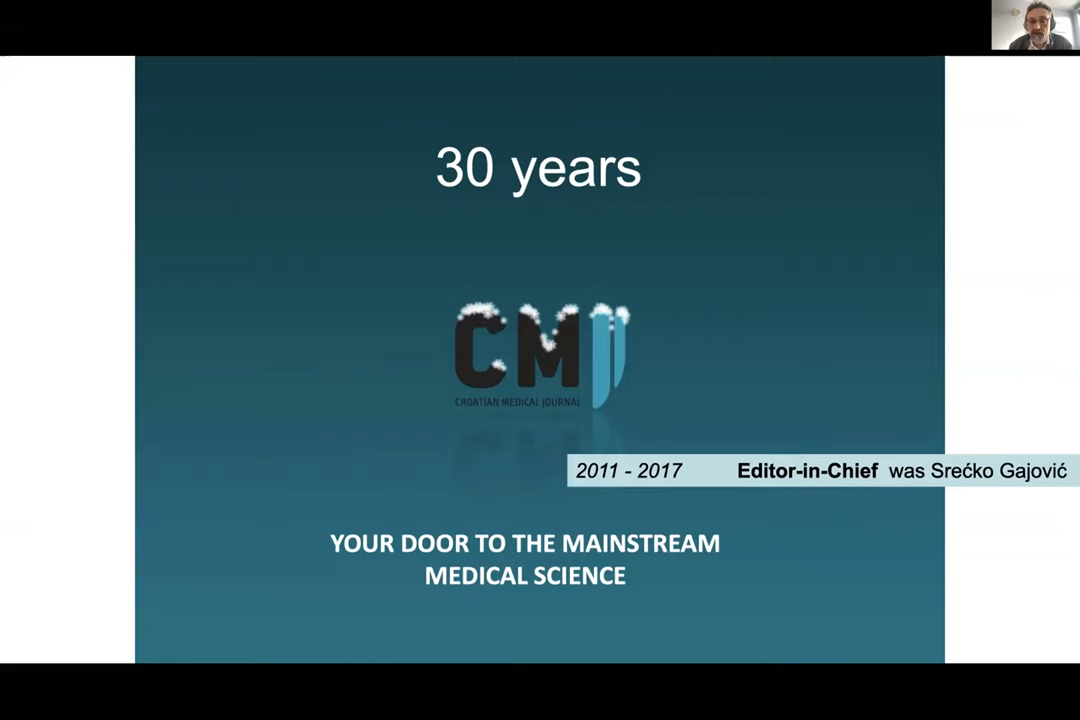 30 years
CMJ
CROATIAN MEDICAL JOURNAL
2011 - 2017 Editor-in-Chief was Srećko Gajović
YOUR DOOR TO THE MAINSTREAM
MEDICAL SCIENCE